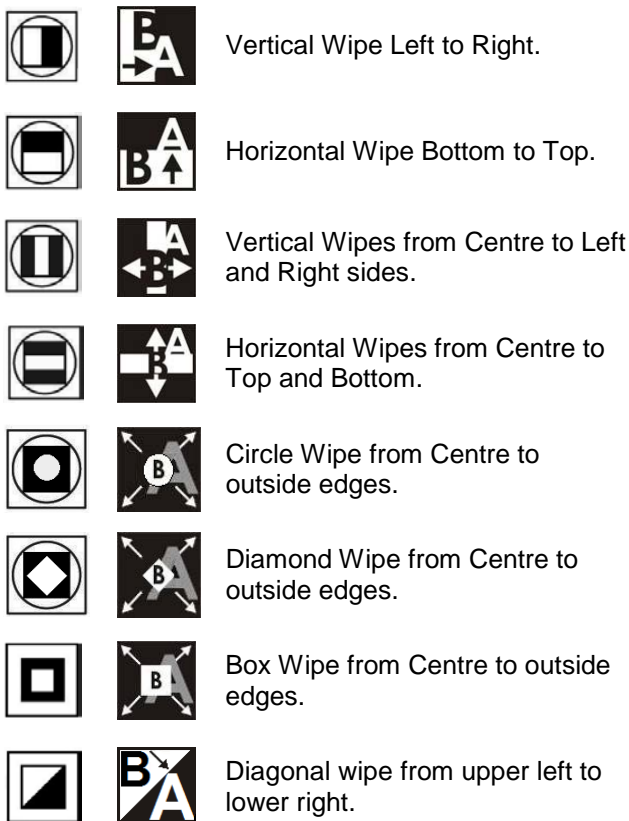 B
A
Vertical Wipe Left to Right.
A
B
Horizontal Wipe Bottom to Top.
A
B
Vertical Wipes from Centre to Left
and Right sides.
A
B
Horizontal Wipes from Centre to
Top and Bottom.
B A
Circle Wipe from Centre to
outside edges.
B A
Diamond Wipe from Centre to
outside edges.
B A
Box Wipe from Centre to outside
edges.
B
A
Diagonal wipe from upper left to
lower right.